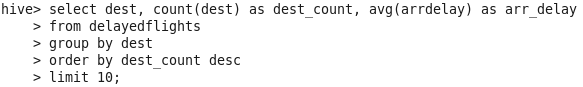 hive> select dest, count(dest) as dest_count, avg(arrdelay) as arr_delay
    > from delayedflights
    > group by dest
    > order by dest_count desc
    > limit 10;